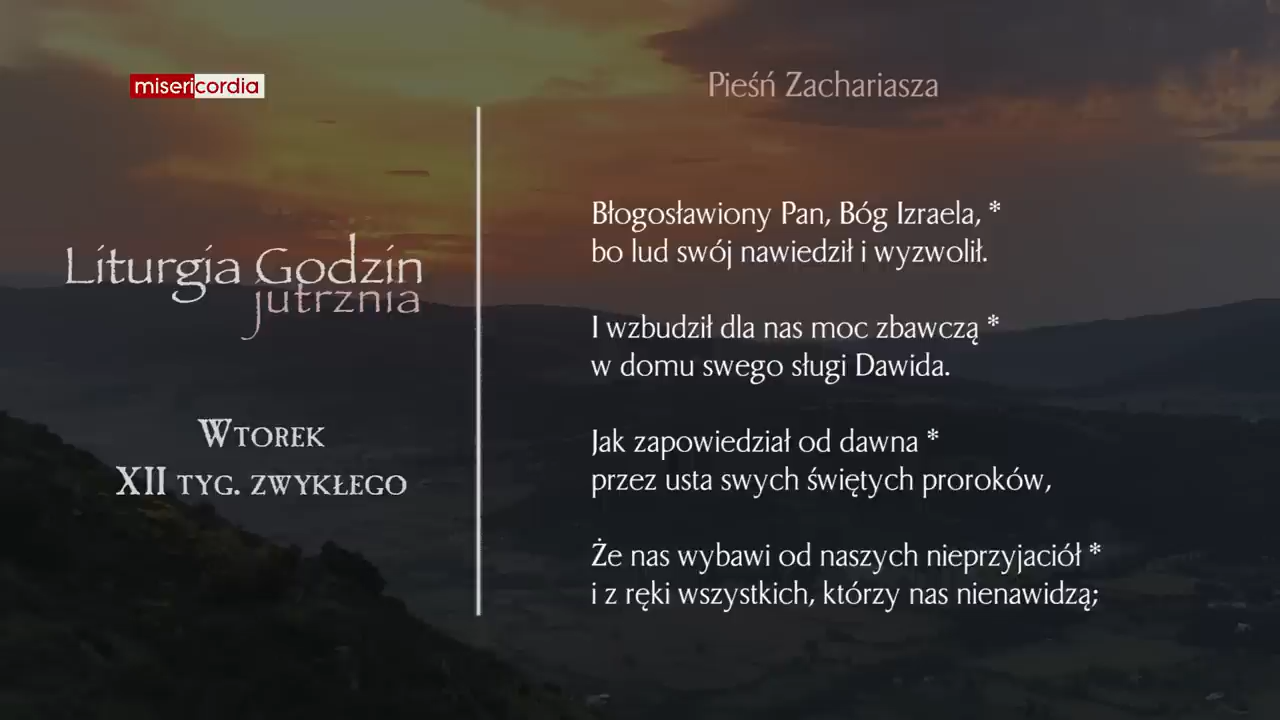 misericordia
Liturgia Godzin
jutrznia
Wtorek
XII tyg. zwykłego
Pieśń Zachariasza
Błogosławiony Pan, Bóg Izraela, *
bo lud swój nawiedził i wyzwolił.
I wzbudził dla nas moc zbawczą *
w domu swego sługi Dawida.
Jak zapowiedział od dawna *
przez usta swych świętych proroków,
Że nas wybawi od naszych nieprzyjaciół *
i z ręki wszystkich, którzy nas nienawidzą;